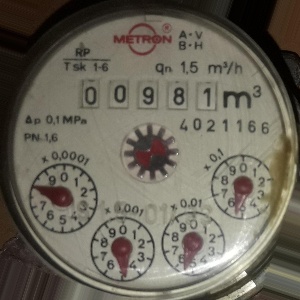 METRON
A•V
B-H
RP
Tsk 1-6
qn 1,5 m³/h
00981 m³
Δp 0,1 MPa
4021166
PN 1,6
x 0,0001
x 0,1
x 0,001
x 0,01